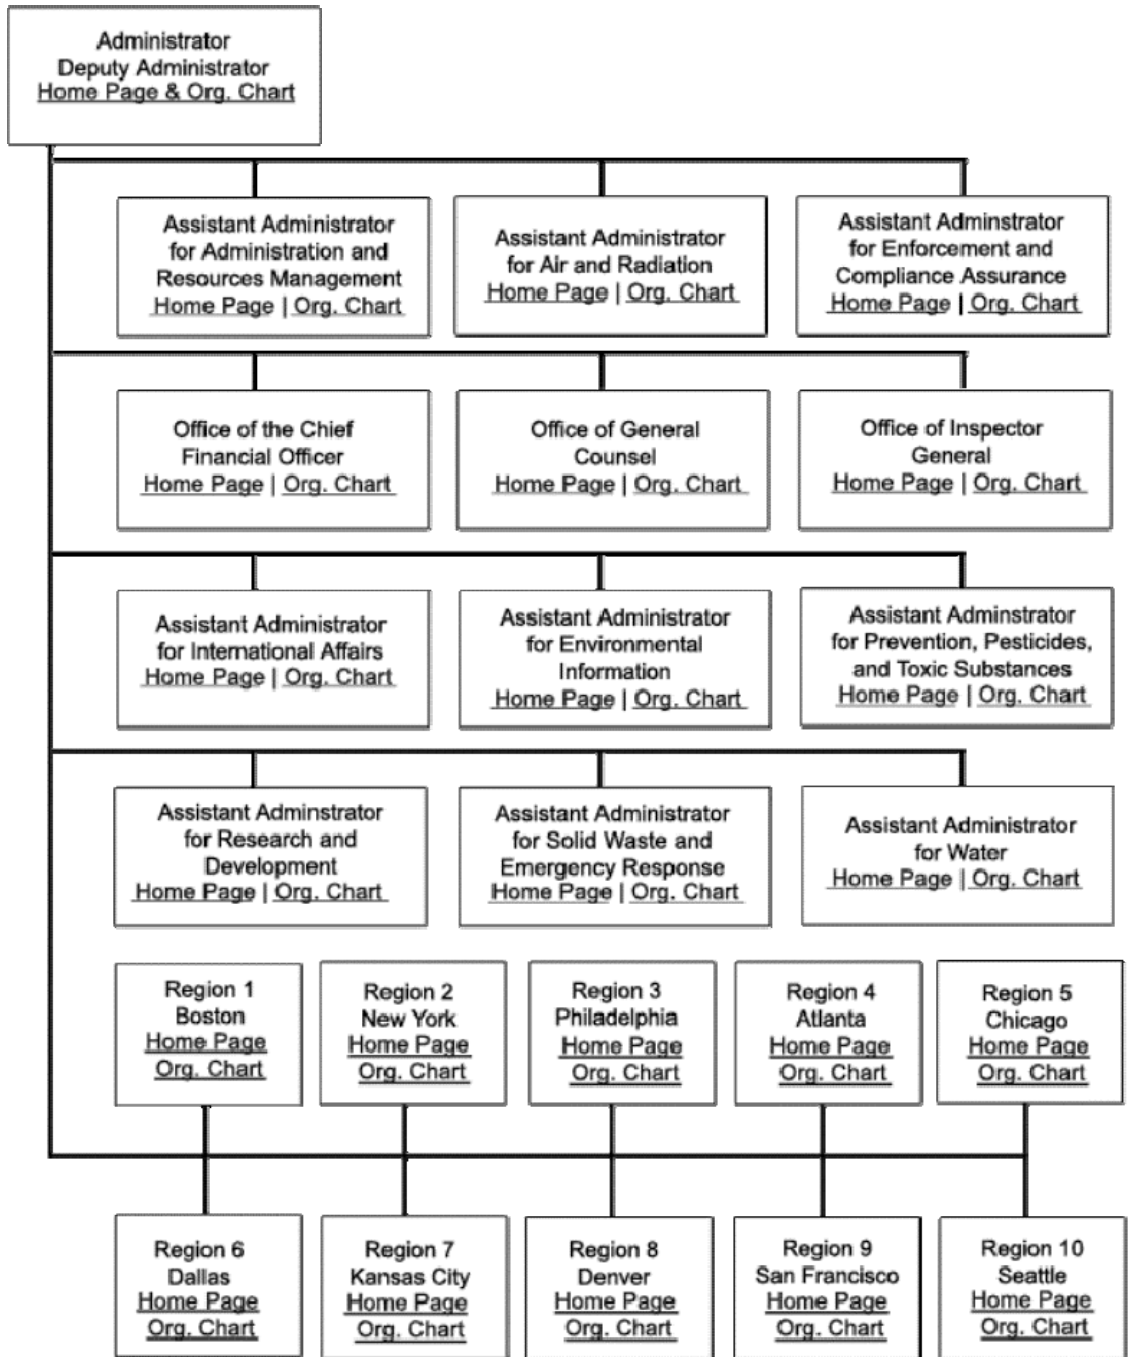 Administrator
Deputy Administrator
Home Page & Org. Chart
Assistant Administrator
for Administration and
Resources Management
Home Page | Org. Chart
Assistant Administrator
for Air and Radiation
Home Page | Org. Chart
Assistant Adminstrator
for Enforcement and
Compliance Assurance
Home Page | Org. Chart
Office of the Chief
Financial Officer
Home Page | Org. Chart
Office of General
Counsel
Home Page | Org. Chart
Office of Inspector
General
Home Page | Org. Chart
Assistant Administrator
for International Affairs
Home Page | Org. Chart
Assistant Administrator
for Environmental
Information
Home Page | Org. Chart
Assistant Adminstrator
for Prevention, Pesticides,
and Toxic Substances
Home Page | Org. Chart
Assistant Adminstrator
for Research and
Development
Home Page | Org. Chart
Assistant Administrator
for Solid Waste and
Emergency Response
Home Page | Org. Chart
Assistant Administrator
for Water
Home Page | Org. Chart
Region 1
Boston
Home Page
Org. Chart
Region 2
New York
Home Page
Org. Chart
Region 3
Philadelphia
Home Page
Org. Chart
Region 4
Atlanta
Home Page
Org. Chart
Region 5
Chicago
Home Page
Org. Chart
Region 6
Dallas
Home Page
Org. Chart
Region 7
Kansas City
Home Page
Org. Chart
Region 8
Denver
Home Page
Org. Chart
Region 9
San Francisco
Home Page
Org. Chart
Region 10
Seattle
Home Page
Org. Chart